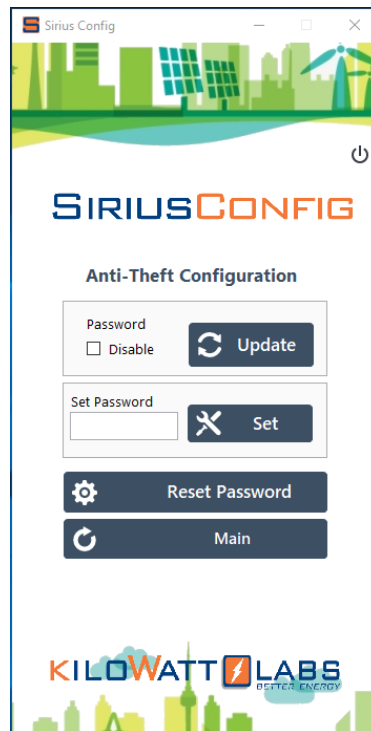 Sirius Config
SIRIUSCONFIG
Anti-Theft Configuration
Password
Disable
Update
Set Password
Set
Reset Password
Main
KILOWATT LABS
BETTER ENERGY